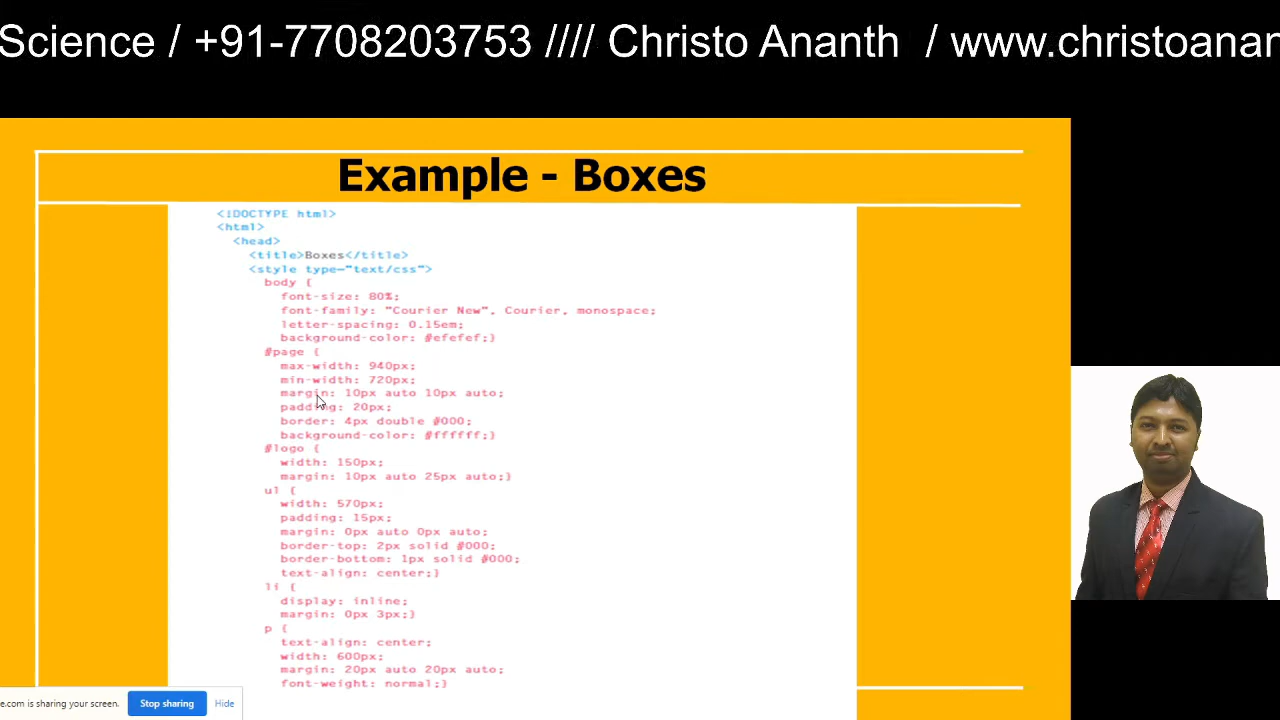 Science / +91-7708203753 //// Christo Ananth / www.christoanan
Example - Boxes
<!DOCTYPE html>
<html>
<head>
<title>Boxes</title>
<style type="text/css">
body {
font-size: 80%;
font-family: "Courier New", Courier, monospace;
letter-spacing: 0.15em;
background-color: #efefef;}
#page {
max-width: 940px;
min-width: 720px;
margin: 10px auto 10px auto;
padding: 20px;
border: 4px double #000;
background-color: #ffffff;}
#logo {
width: 150px;
margin: 10px auto 25px auto;}
ul {
width: 570px;
padding: 15px;
margin: 0px auto 0px auto;
border-top: 2px solid #000;
border-bottom: 1px solid #000;
text-align: center;}
li {
display: inline;
margin: 0px 3px;}
p {
text-align: center;
width: 600px;
margin: 20px auto 20px auto;
font-weight: normal;}
e.com is sharing your screen. Stop sharing Hide